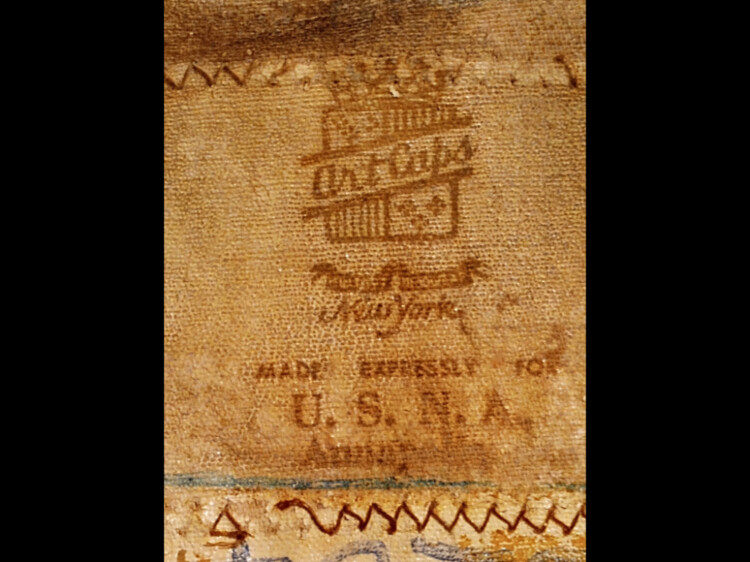 Art Caps
New York
MADE EXPRESSLY FOR
U. S. N. A.